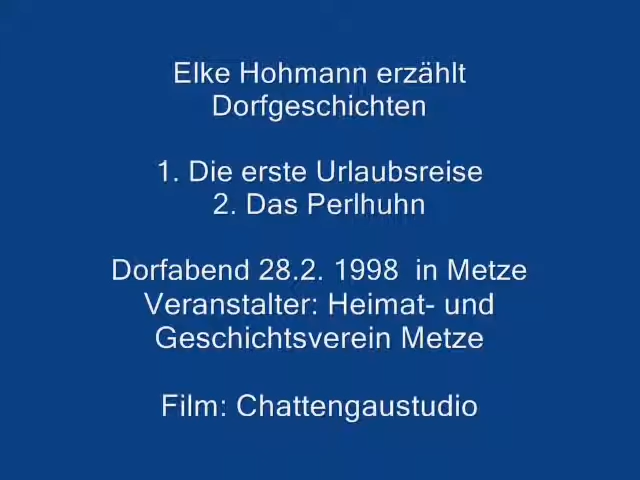 Elke Hohmann erzählt
Dorfgeschichten
1. Die erste Urlaubsreise
2. Das Perlhuhn
Dorfabend 28.2. 1998 in Metze
Veranstalter: Heimat- und
Geschichtsverein Metze
Film: Chattengaustudio